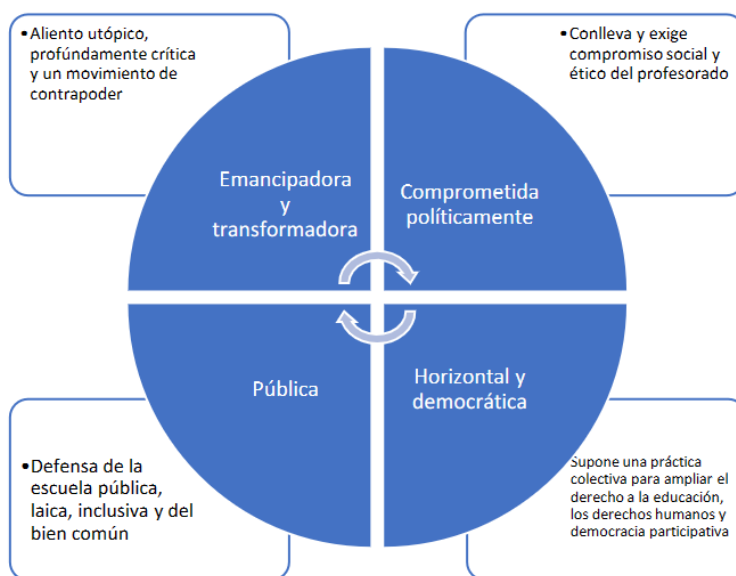 •Aliento utópico,
profúndamente crítica
y un movimiento de
contrapoder
•Conlleva y exige
compromiso social y
ético del profesorado
Emancipadora
y
transformadora
Comprometida
políticamente
Pública
Horizontal y
democrática
•Defensa de la
escuela pública,
laica, inclusiva y del
bien común
Supone una práctica
colectiva para ampliar el
derecho a la educación,
los derechos humanos y
democracia participativa